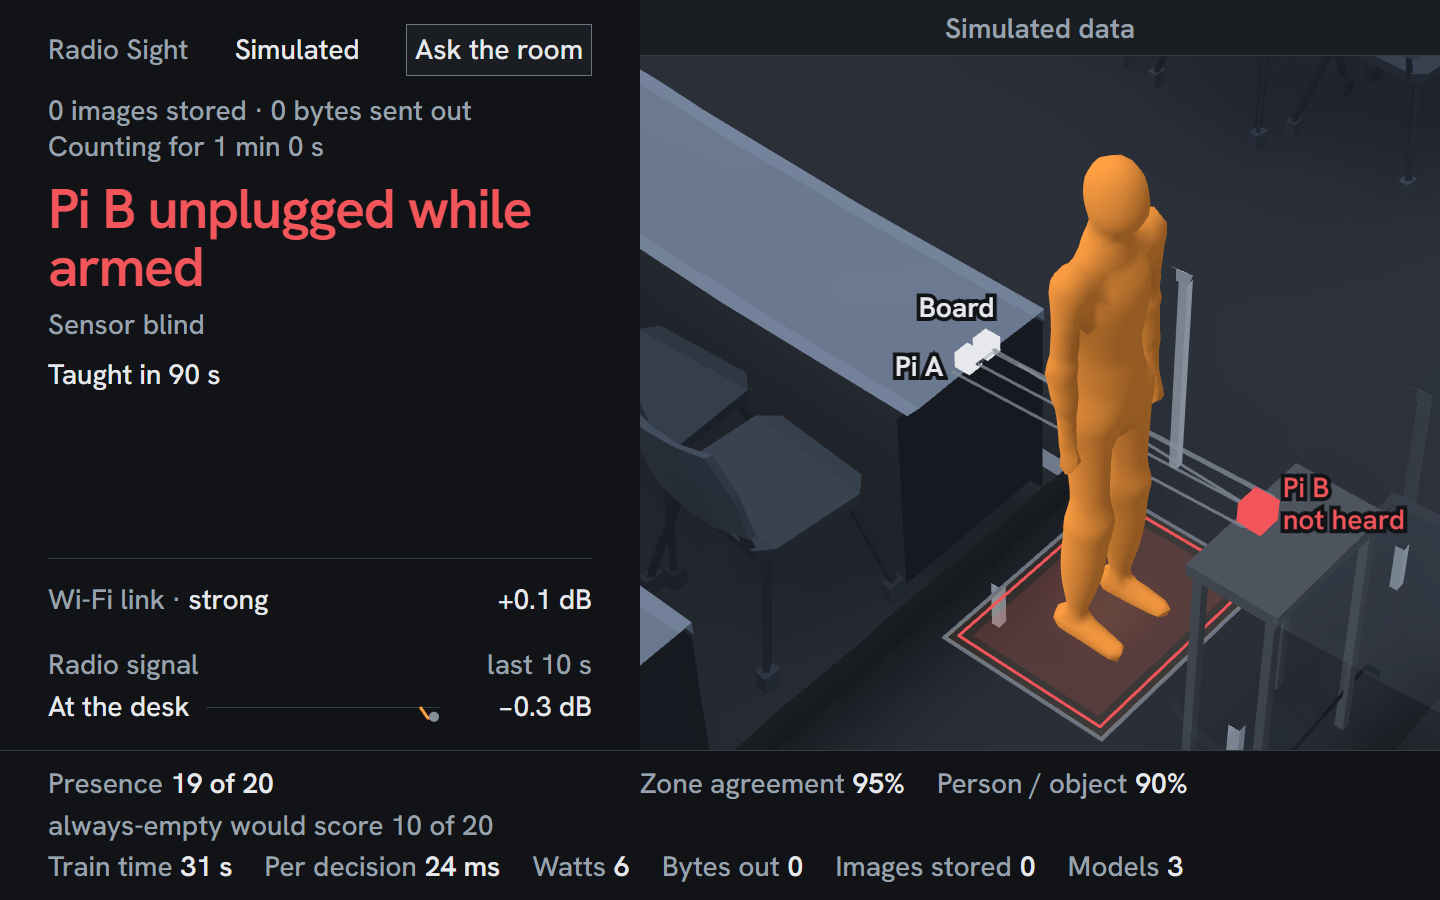 Radio Sight Simulated Ask the room
Simulated data
0 images stored · 0 bytes sent out
Counting for 1 min 0 s
Pi B unplugged while
armed
Sensor blind
Taught in 90 s
Board
Pi A
Pi B
not heard
Wi-Fi link · strong +0.1 dB
Radio signal last 10 s
At the desk −0.3 dB
Presence 19 of 20
always-empty would score 10 of 20
Zone agreement 95% Person / object 90%
Train time 31 s Per decision 24 ms Watts 6 Bytes out 0 Images stored 0 Models 3